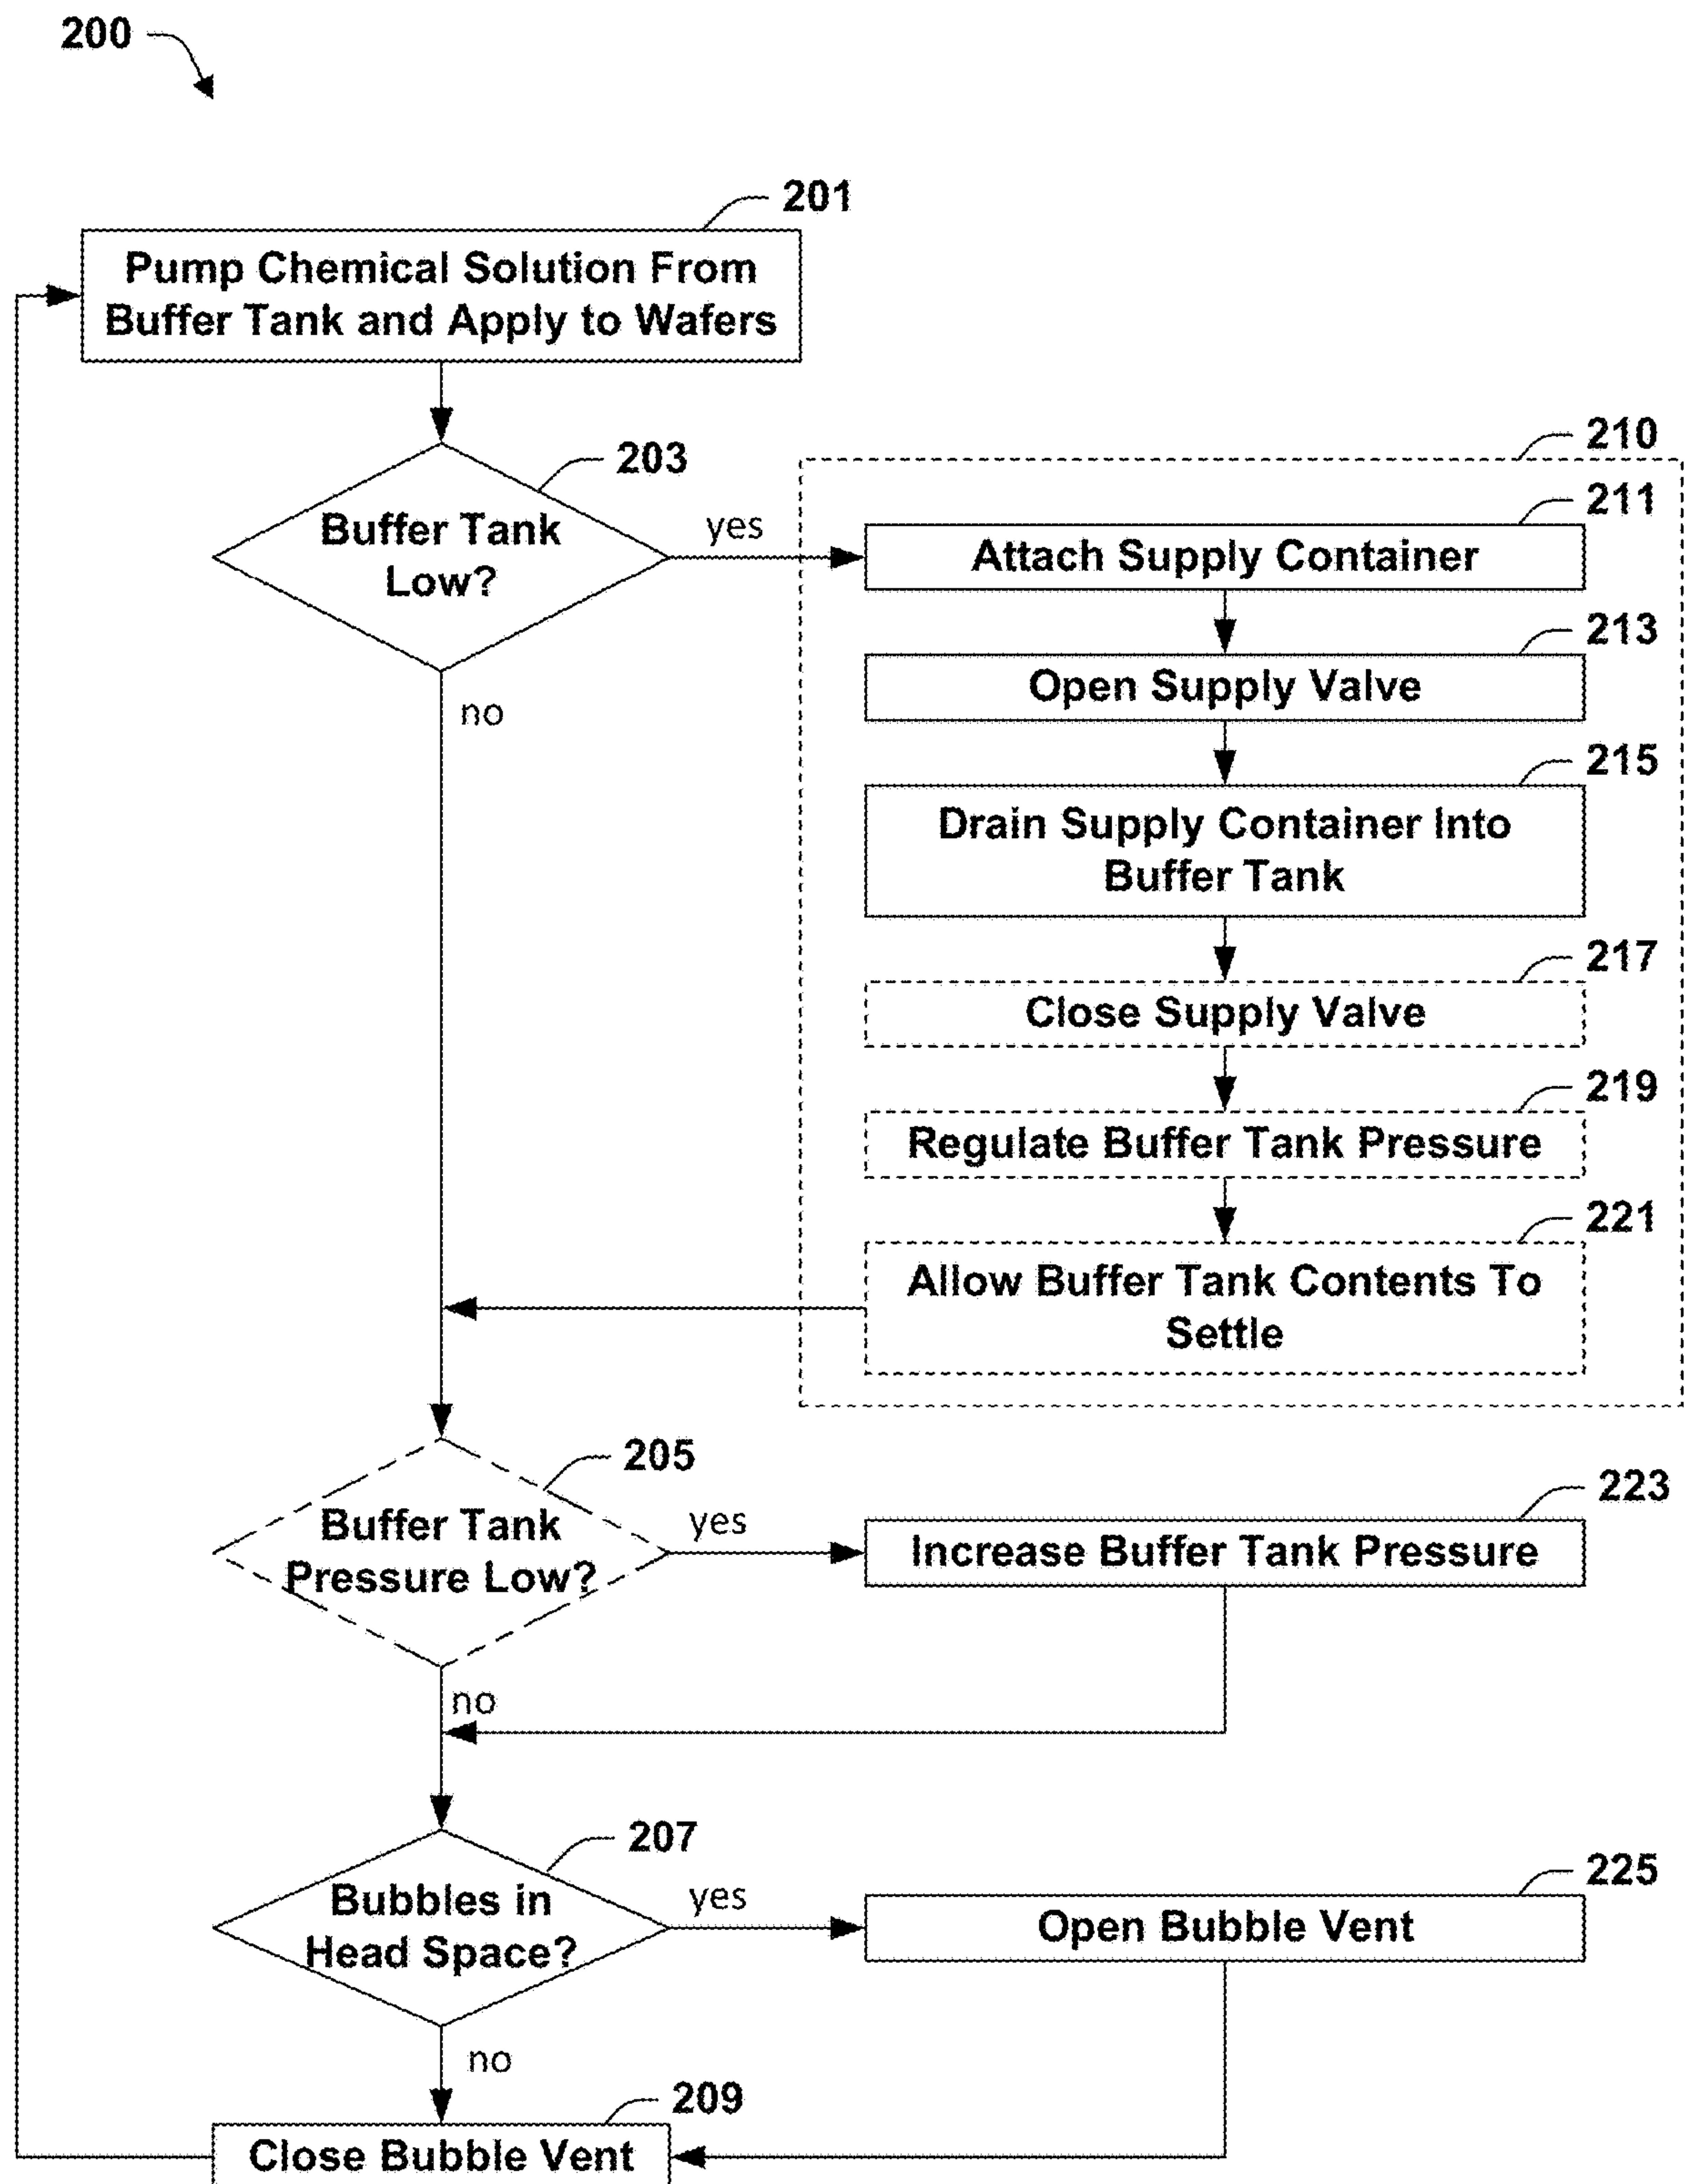 200
201
Pump Chemical Solution From
Buffer Tank and Apply to Wafers
203
Buffer Tank
Low?
yes
no
210
211
Attach Supply Container
213
Open Supply Valve
215
Drain Supply Container Into
Buffer Tank
217
Close Supply Valve
219
Regulate Buffer Tank Pressure
221
Allow Buffer Tank Contents To
Settle
205
Buffer Tank
Pressure Low?
yes
no
223
Increase Buffer Tank Pressure
207
Bubbles in
Head Space?
yes
no
225
Open Bubble Vent
209
Close Bubble Vent